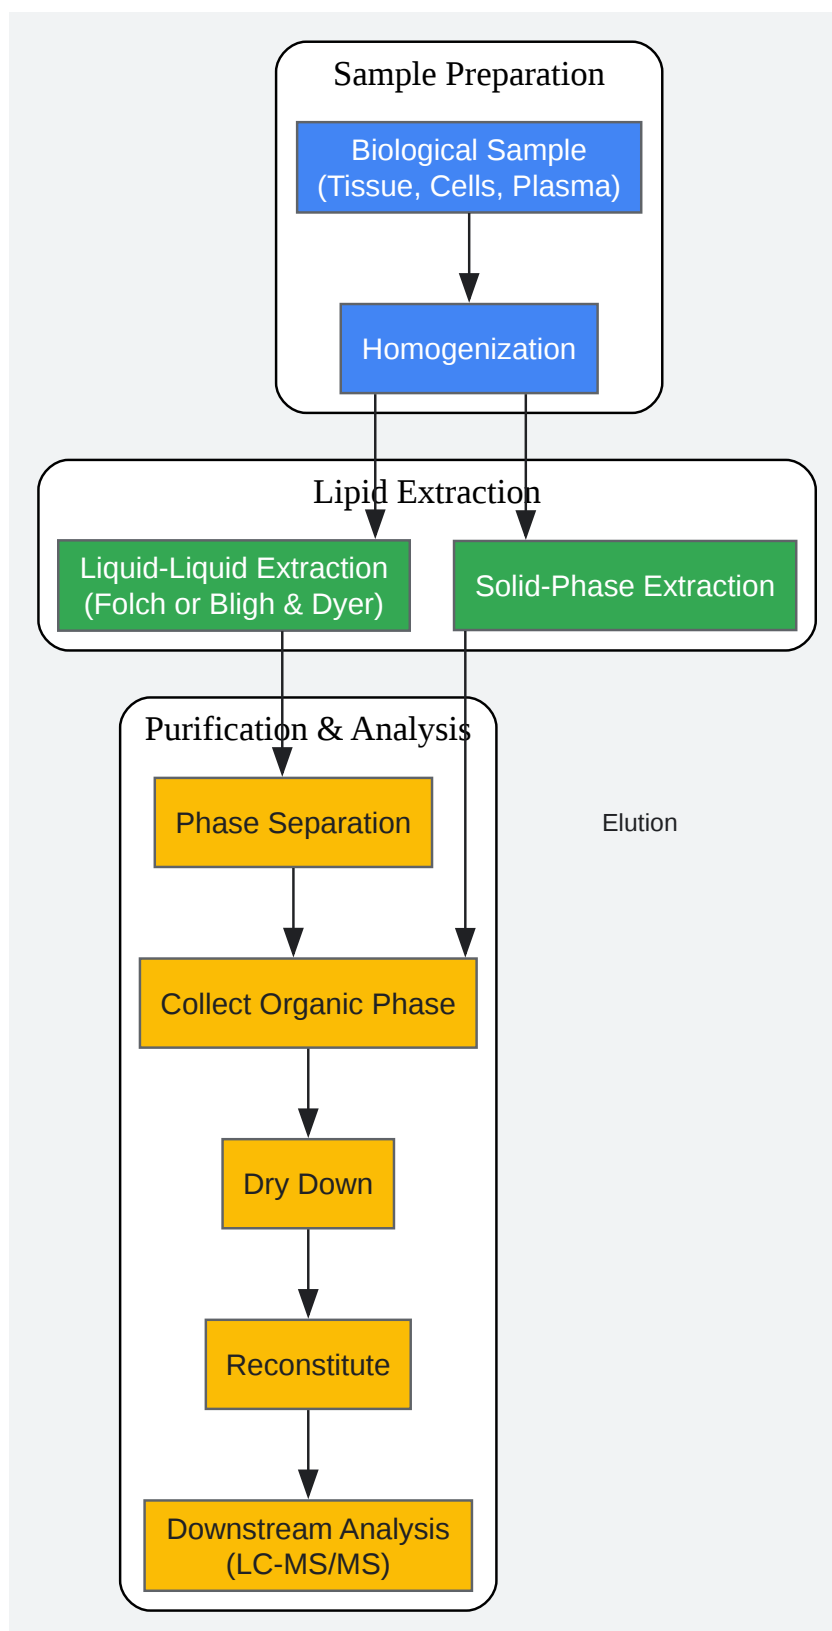 Sample Preparation
Biological Sample
(Tissue, Cells, Plasma)
Homogenization
Lipid Extraction
Liquid-Liquid Extraction
(Folch or Bligh & Dyer)
Solid-Phase Extraction
Purification & Analysis
Phase Separation
Elution
Collect Organic Phase
Dry Down
Reconstitute
Downstream Analysis
(LC-MS/MS)